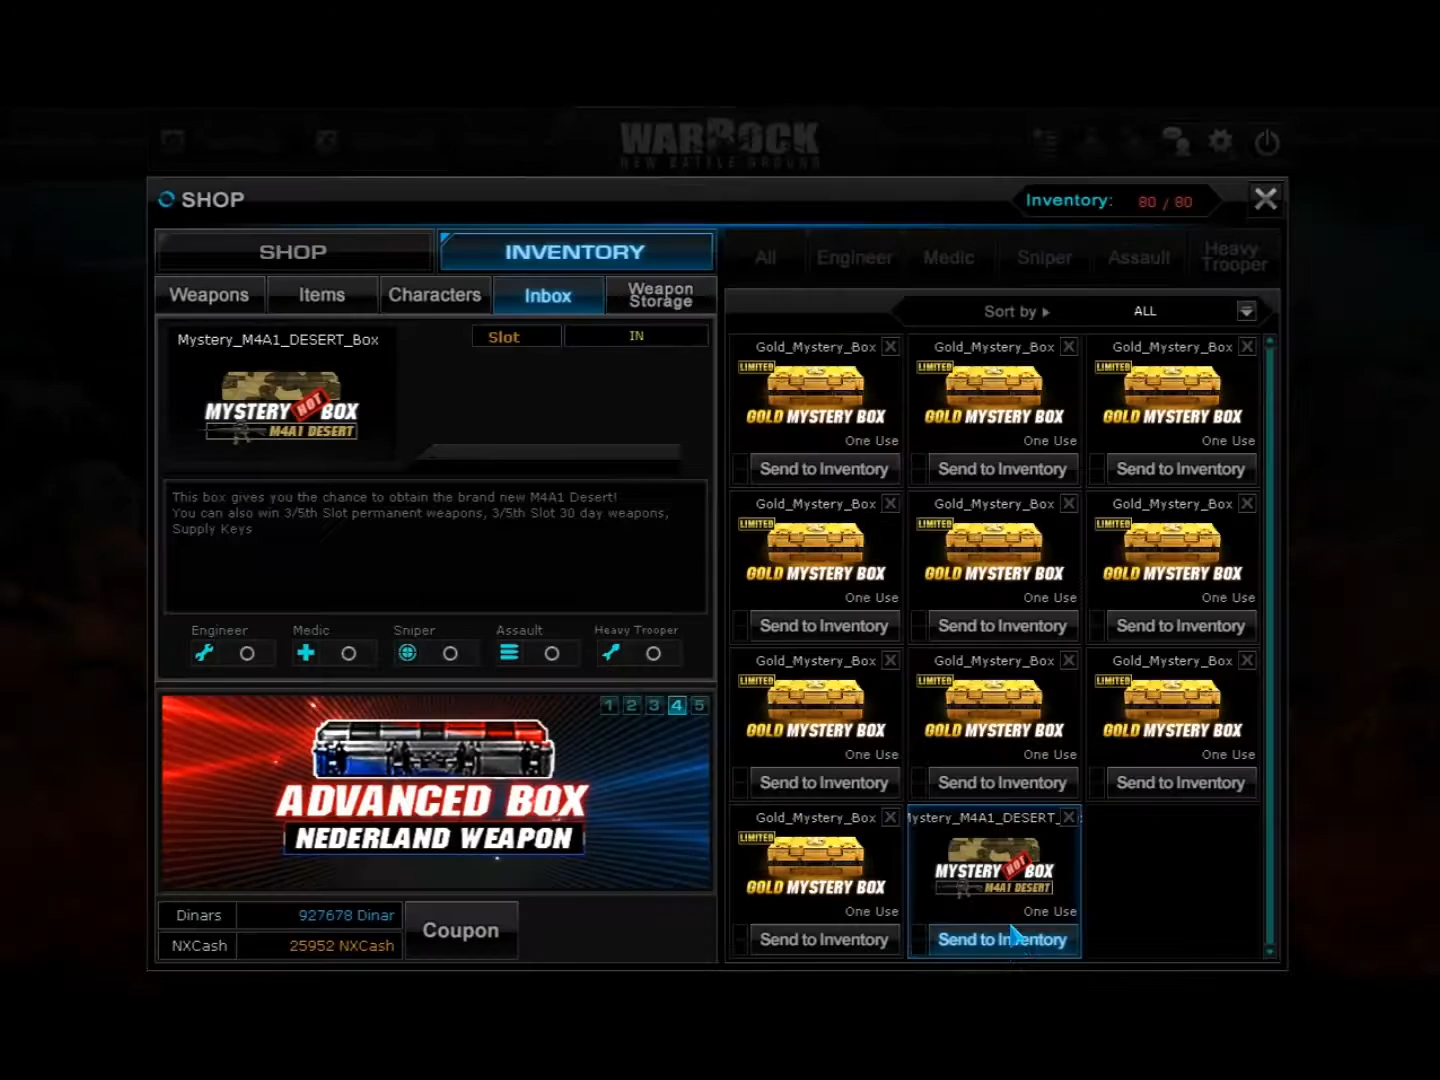 WARROCK
NEW BATTLE GROUND
SHOP
Inventory: 80 / 80
SHOP
INVENTORY
All
Engineer
Medic
Sniper
Assault
Heavy
Trooper
Weapons
Items
Characters
Inbox
Weapon
Storage
Sort by
ALL
Mystery_M4A1_DESERT_Box
Slot
IN
MYSTERY HOT BOX
M4A1 DESERT
This box gives you the chance to obtain the brand new M4A1 Desert!
You can also win 3/5th Slot permanent weapons, 3/5th Slot 30 day weapons,
Supply Keys
Engineer
Medic
Sniper
Assault
Heavy Trooper
1 2 3 4 5
ADVANCED BOX
NEDERLAND WEAPON
Dinars
927678 Dinar
NXCash
25952 NXCash
Coupon
Gold_Mystery_Box
LIMITED
GOLD MYSTERY BOX
One Use
Send to Inventory
Gold_Mystery_Box
LIMITED
GOLD MYSTERY BOX
One Use
Send to Inventory
Gold_Mystery_Box
LIMITED
GOLD MYSTERY BOX
One Use
Send to Inventory
Gold_Mystery_Box
LIMITED
GOLD MYSTERY BOX
One Use
Send to Inventory
Gold_Mystery_Box
LIMITED
GOLD MYSTERY BOX
One Use
Send to Inventory
Gold_Mystery_Box
LIMITED
GOLD MYSTERY BOX
One Use
Send to Inventory
Gold_Mystery_Box
LIMITED
GOLD MYSTERY BOX
One Use
Send to Inventory
Gold_Mystery_Box
LIMITED
GOLD MYSTERY BOX
One Use
Send to Inventory
Gold_Mystery_Box
LIMITED
GOLD MYSTERY BOX
One Use
Send to Inventory
Gold_Mystery_Box
LIMITED
GOLD MYSTERY BOX
One Use
Send to Inventory
Mystery_M4A1_DESERT_
MYSTERY HOT BOX
M4A1 DESERT
One Use
Send to Inventory